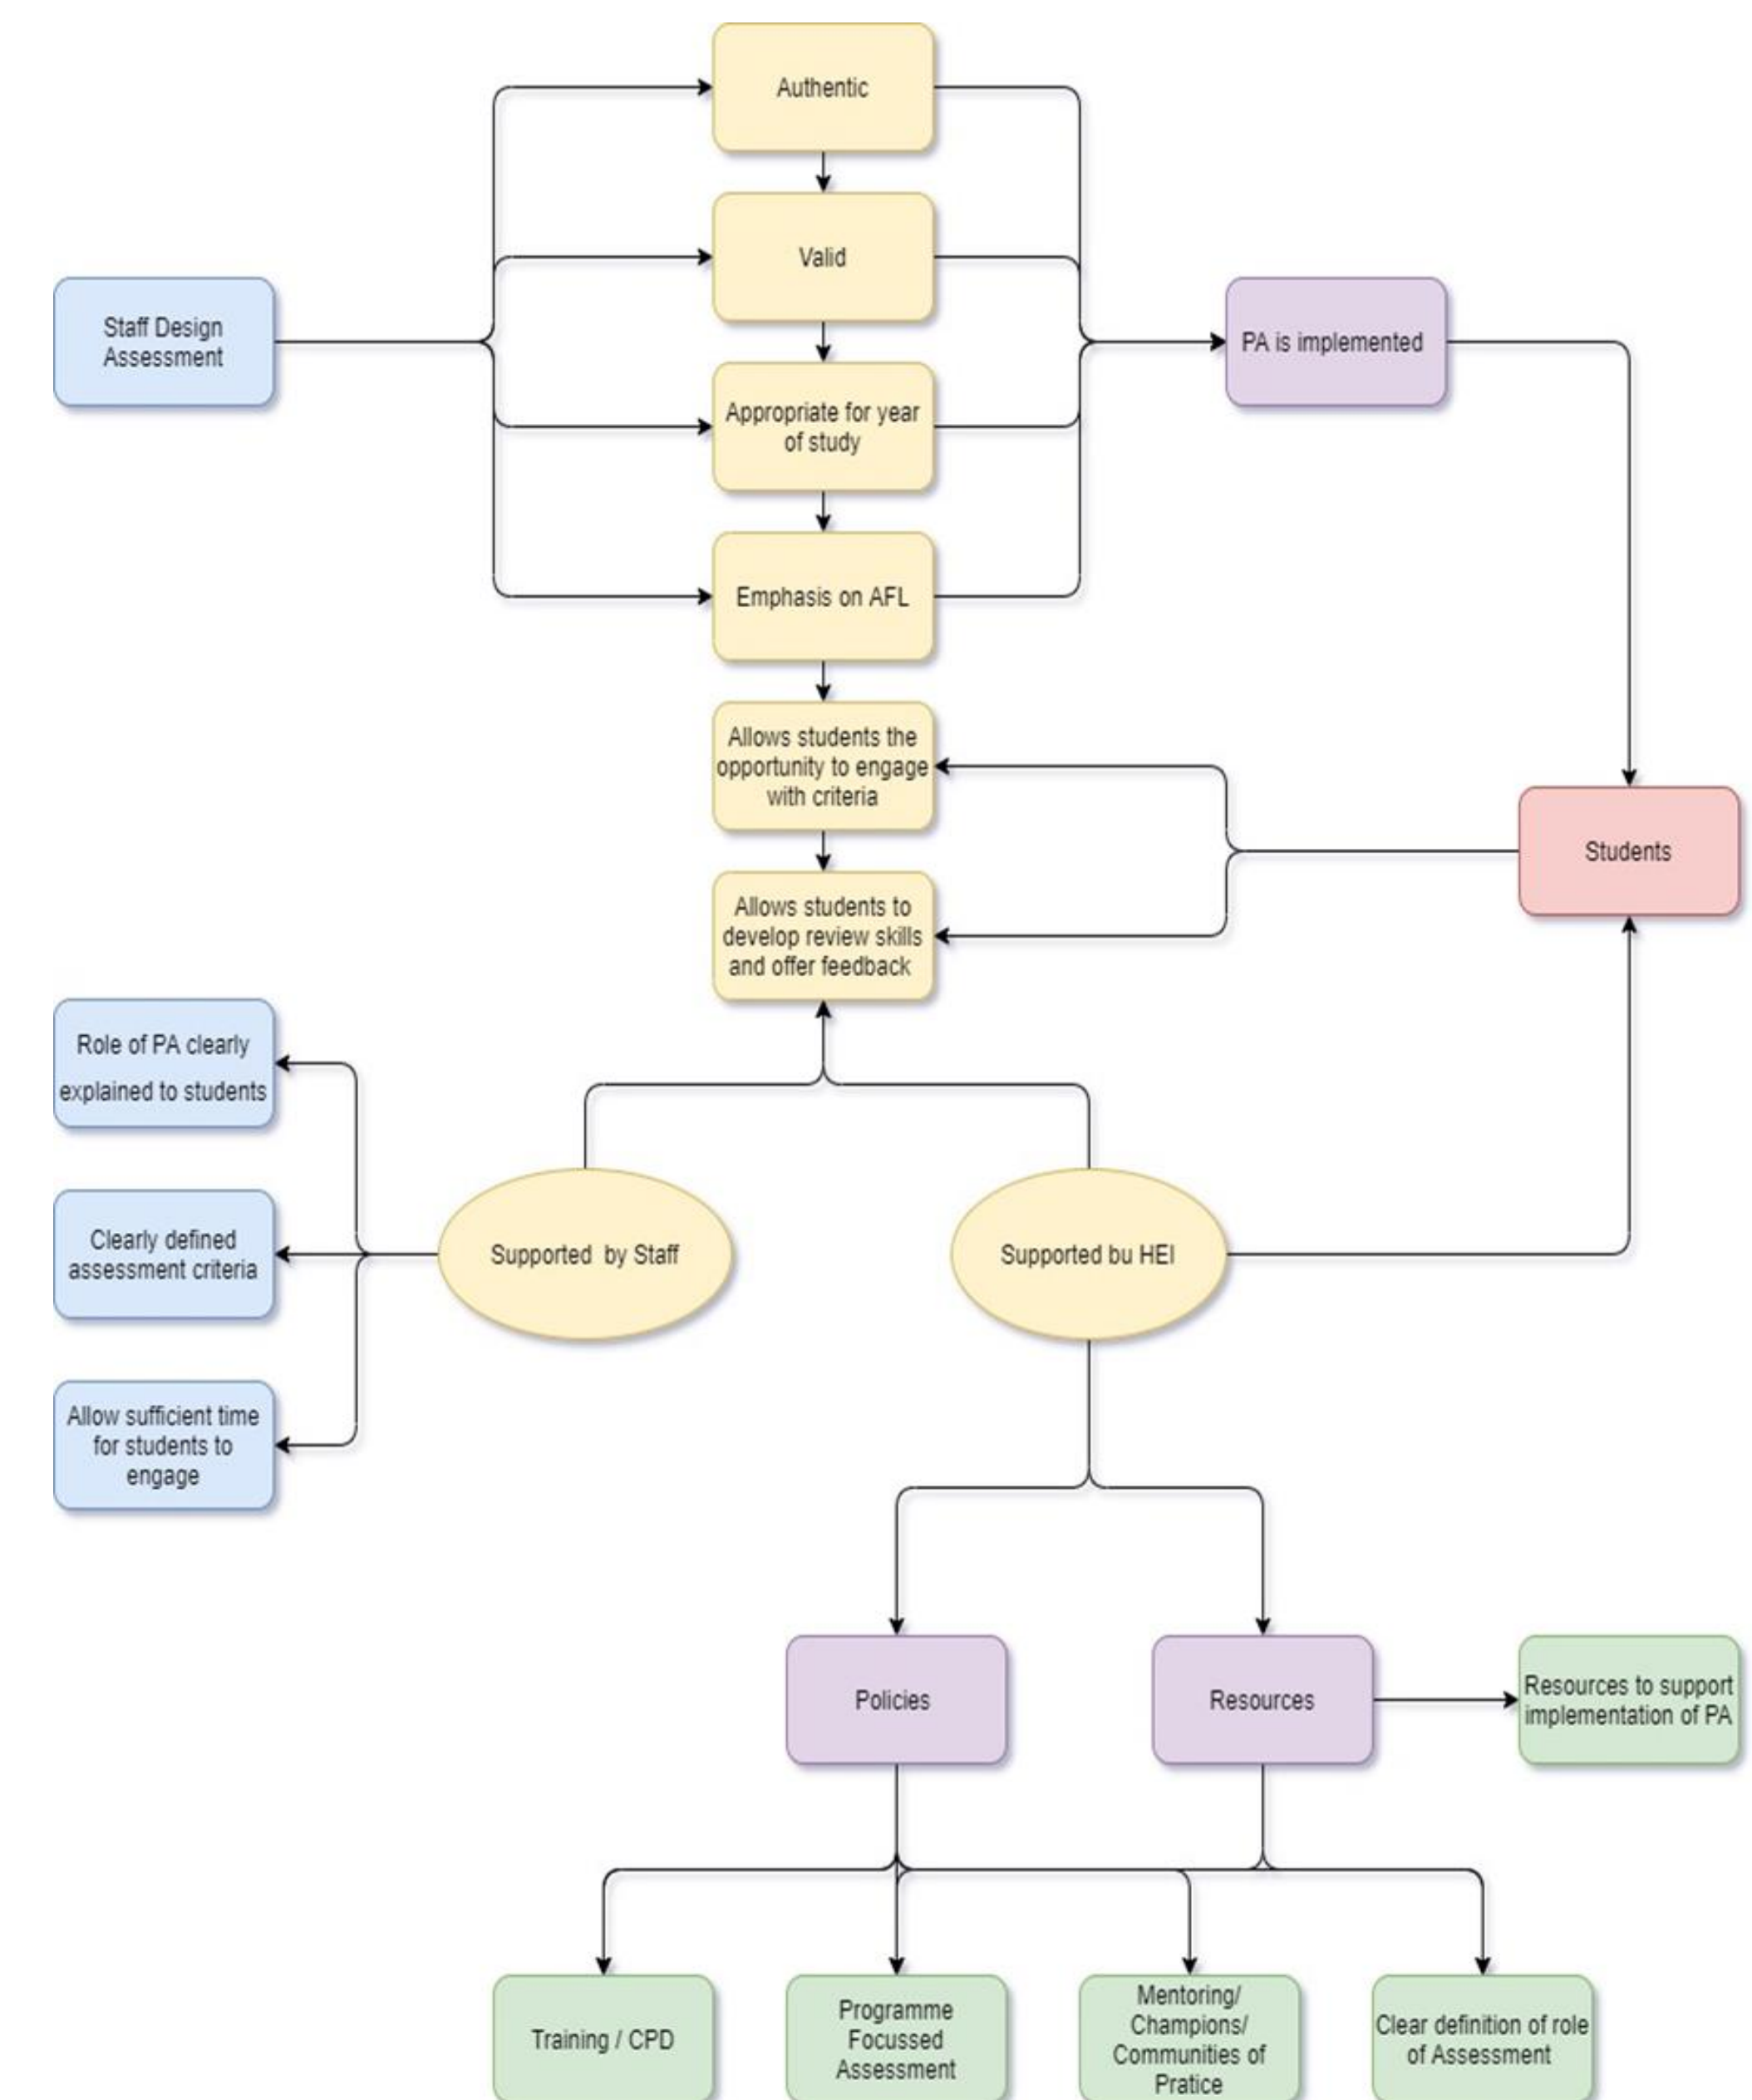 Authentic
Valid
Staff Design
Assessment
PA is implemented
Appropriate for year
of study
Emphasis on AFL
Allows students the
opportunity to engage
with criteria
Students
Allows students to
develop review skills
and offer feedback
Role of PA clearly
explained to students
Clearly defined
assessment criteria
Supported by Staff
Supported bu HEI
Allow sufficient time
for students to
engage
Policies
Resources
Resources to support
implementation of PA
Training / CPD
Programme
Focussed
Assessment
Mentoring/
Champions/
Communities of
Pratice
Clear definition of role
of Assessment